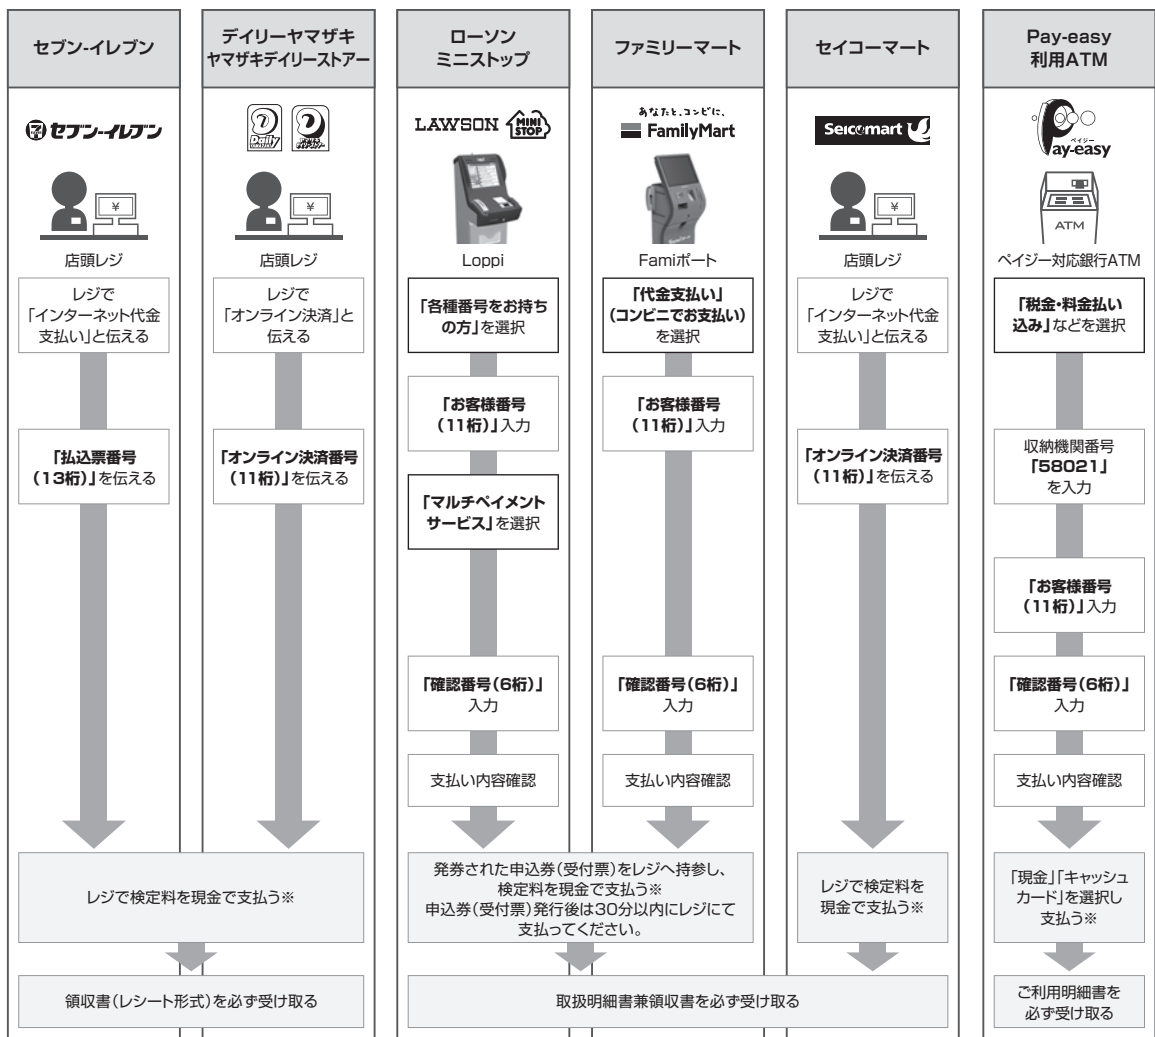 セブン-イレブン
デイリーヤマザキ
ヤマザキデイリーストアー
ローソン
ミニストップ
ファミリーマート
セイコーマート
Pay-easy
利用ATM
セブン-イレブン
Daily
LAWSON
MINI
STOP
あなたと、コンビに、
FamilyMart
Seicomart
ペイジー
Pay-easy
¥
¥
¥
ATM
店頭レジ
店頭レジ
Loppi
Famiポート
店頭レジ
ペイジー対応銀行ATM
レジで
「インターネット代金
支払い」と伝える
レジで
「オンライン決済」と
伝える
「各種番号をお持ち
の方」を選択
「代金支払い」
(コンビニでお支払い)
を選択
レジで
「インターネット代金
支払い」と伝える
「税金・料金払い
込み」などを選択
「お客様番号
(11桁)」入力
「お客様番号
(11桁)」入力
「払込票番号
(13桁)」を伝える
「オンライン決済番号
(11桁)」を伝える
「マルチペイメント
サービス」を選択
「オンライン決済番号
(11桁)」を伝える
収納機関番号
「58021」
を入力
「お客様番号
(11桁)」入力
「確認番号(6桁)」
入力
「確認番号(6桁)」
入力
「確認番号(6桁)」
入力
支払い内容確認
支払い内容確認
支払い内容確認
レジで検定料を現金で支払う※
発券された申込券(受付票)をレジへ持参し、
検定料を現金で支払う※
申込券(受付票)発行後は30分以内にレジにて
支払ってください。
レジで検定料を
現金で支払う※
「現金」「キャッシュ
カード」を選択し
支払う※
領収書(レシート形式)を必ず受け取る
取扱明細書兼領収書を必ず受け取る
ご利用明細書を
必ず受け取る